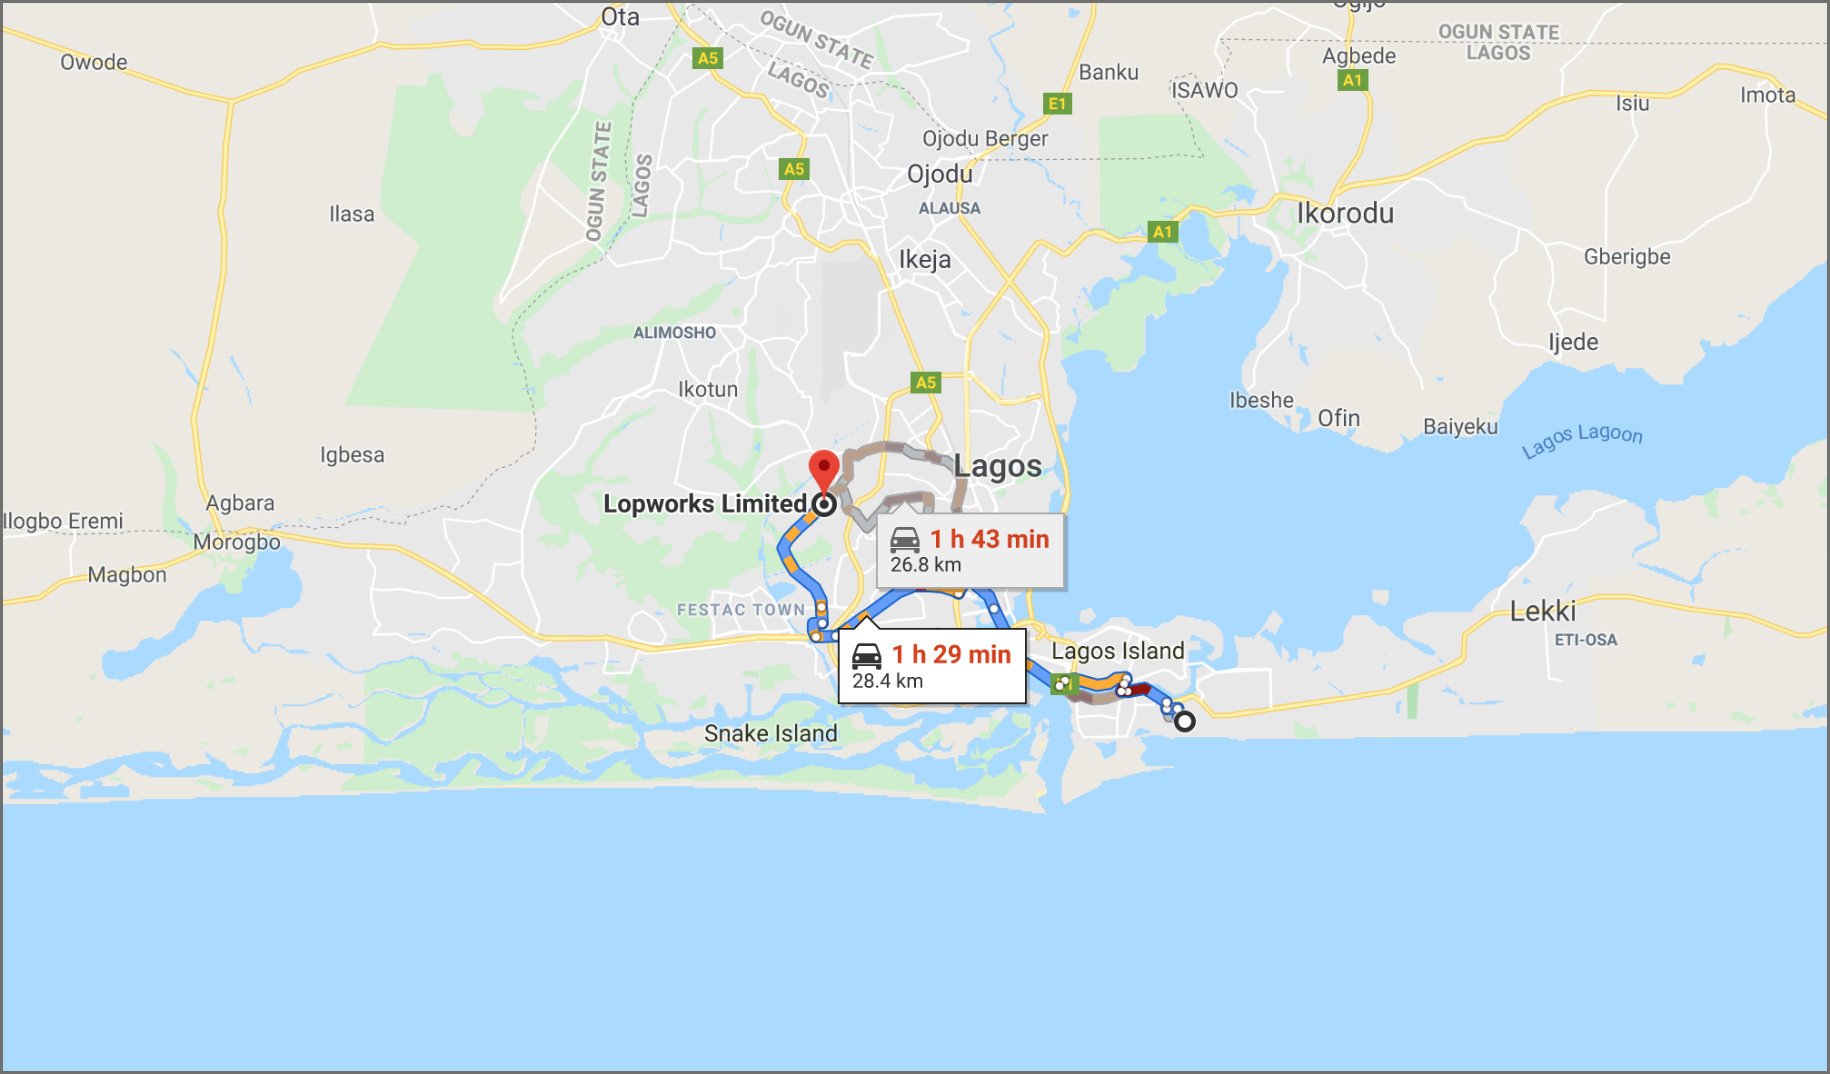 Ota
OGUN STATE
LAGOS
Owode
A5
Banku
ISAWO
Agbede
A1
OGUN STATE
LAGOS
Isiu
Imota
E1
Ojodu Berger
A5
Ojodu
ALAUSA
OGUN STATE
LAGOS
Ilasa
Ikorodu
A1
Ikeja
Gberigbe
ALIMOSHO
Ijede
Ikotun
A5
Ibeshe
Ofin
Baiyeku
Lagos Lagoon
Igbesa
Lagos
Agbara
Lopworks Limited
Ilogbo Eremi
Morogbo
1 h 43 min
26.8 km
Magbon
FESTAC TOWN
Lekki
ETI-OSA
1 h 29 min
28.4 km
Lagos Island
Snake Island